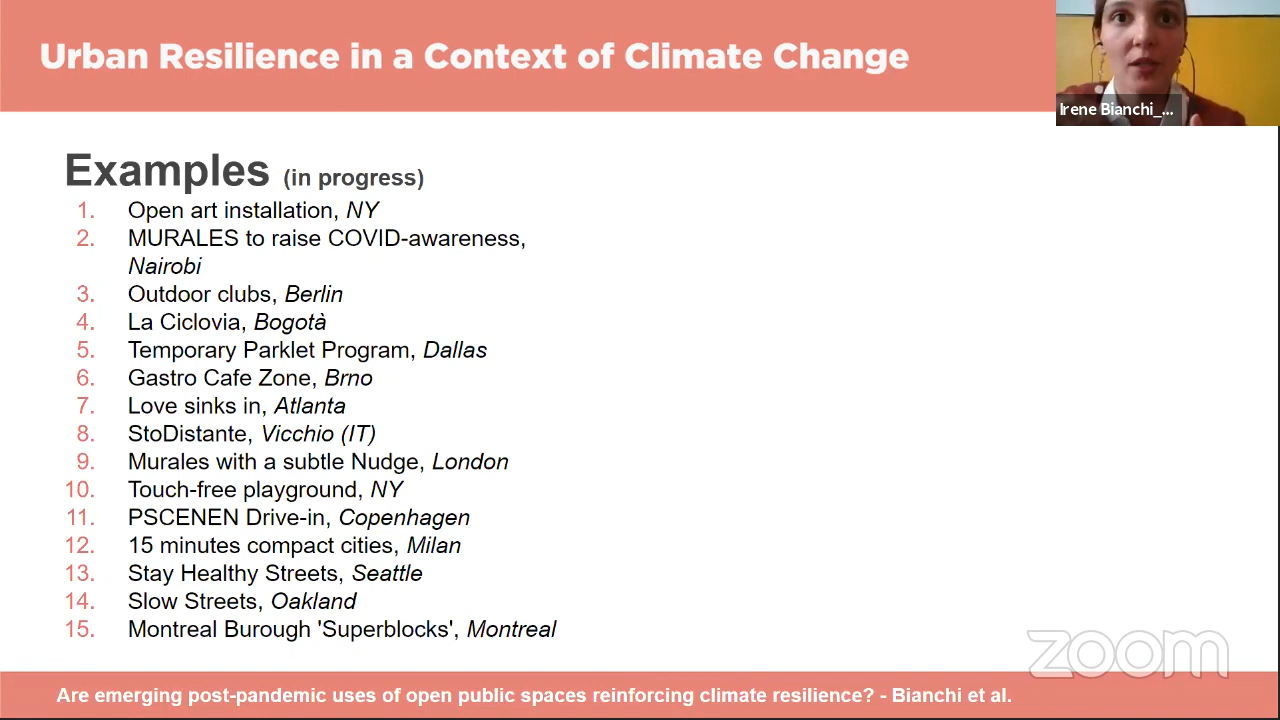 Urban Resilience in a Context of Climate Change
Irene Bianchi_...
Examples (in progress)
1. Open art installation, NY
2. MURALES to raise COVID-awareness,
Nairobi
3. Outdoor clubs, Berlin
4. La Ciclovia, Bogotà
5. Temporary Parklet Program, Dallas
6. Gastro Cafe Zone, Brno
7. Love sinks in, Atlanta
8. StoDistante, Vicchio (IT)
9. Murales with a subtle Nudge, London
10. Touch-free playground, NY
11. PSCENEN Drive-in, Copenhagen
12. 15 minutes compact cities, Milan
13. Stay Healthy Streets, Seattle
14. Slow Streets, Oakland
15. Montreal Burough 'Superblocks', Montreal
zoom
Are emerging post-pandemic uses of open public spaces reinforcing climate resilience? - Bianchi et al.